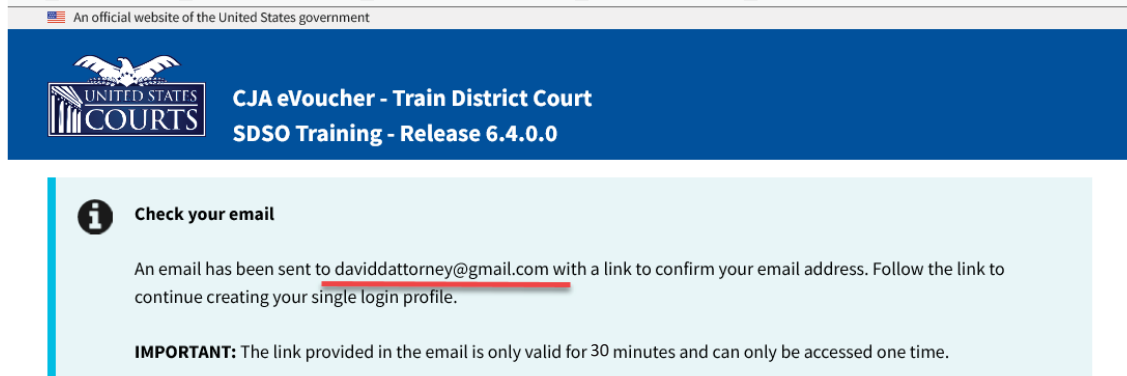 An official website of the United States government
UNITED STATES
COURTS
CJA eVoucher - Train District Court
SDSO Training - Release 6.4.0.0
Check your email
An email has been sent to daviddattorney@gmail.com with a link to confirm your email address. Follow the link to
continue creating your single login profile.
IMPORTANT: The link provided in the email is only valid for 30 minutes and can only be accessed one time.